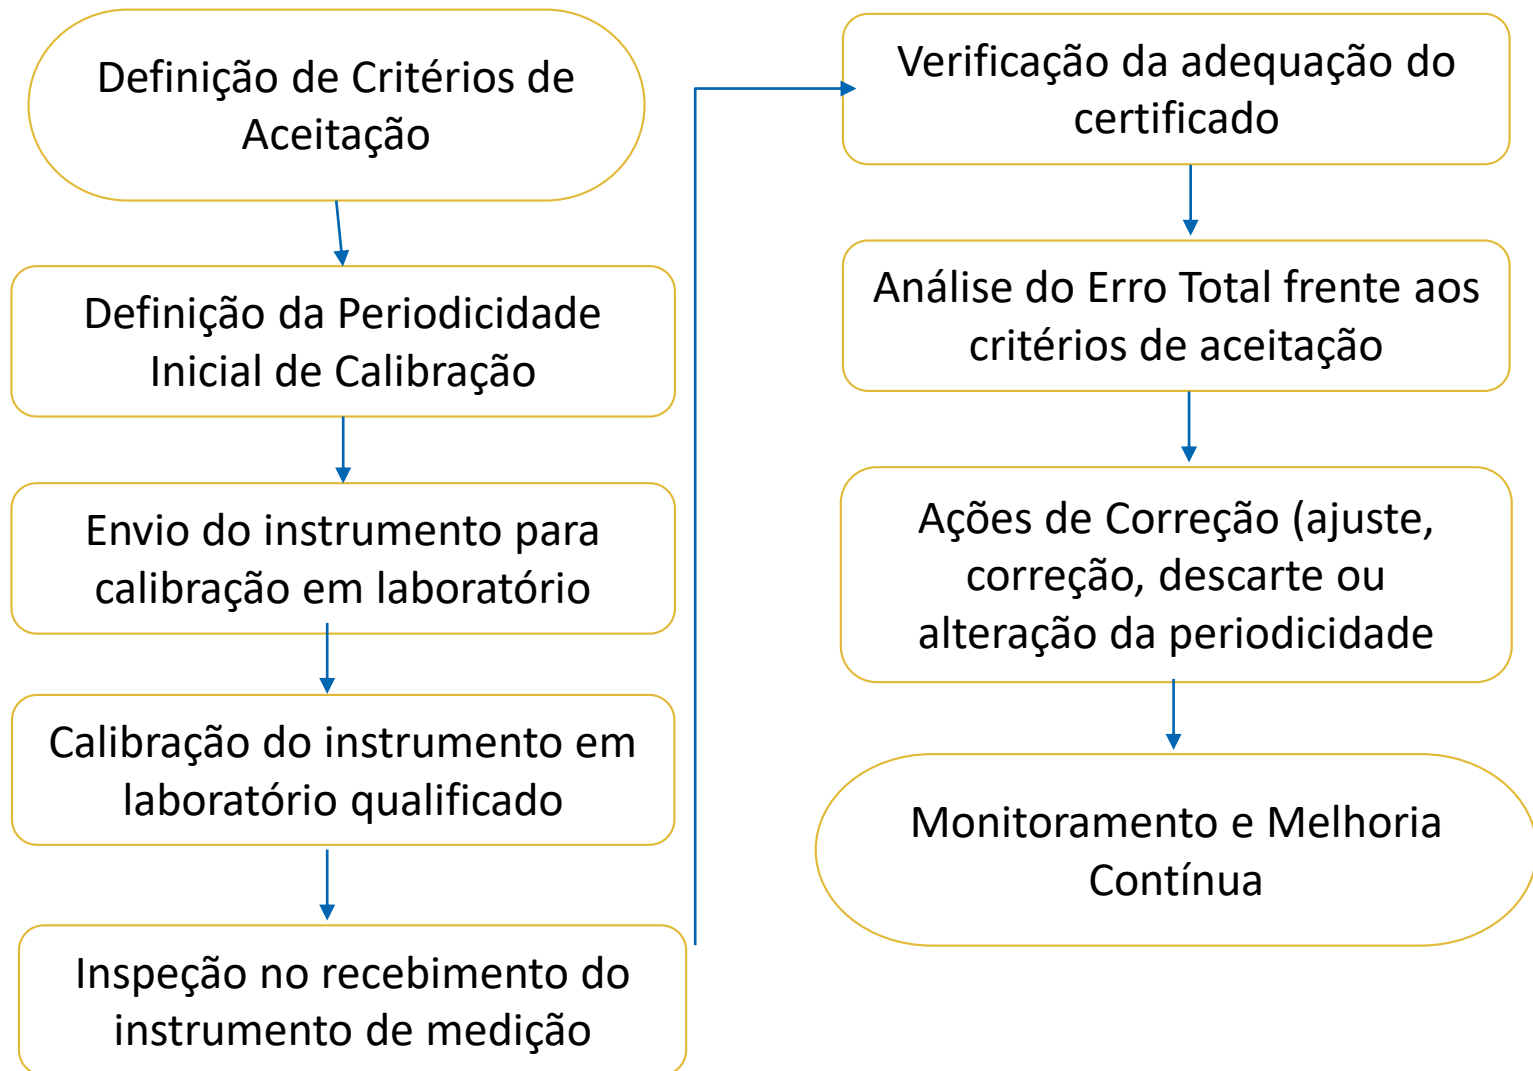 Definição de Critérios de
Aceitação
Definição da Periodicidade
Inicial de Calibração
Envio do instrumento para
calibração em laboratório
Calibração do instrumento em
laboratório qualificado
Inspeção no recebimento do
instrumento de medição
Verificação da adequação do
certificado
Análise do Erro Total frente aos
critérios de aceitação
Ações de Correção (ajuste,
correção, descarte ou
alteração da periodicidade
Monitoramento e Melhoria
Contínua